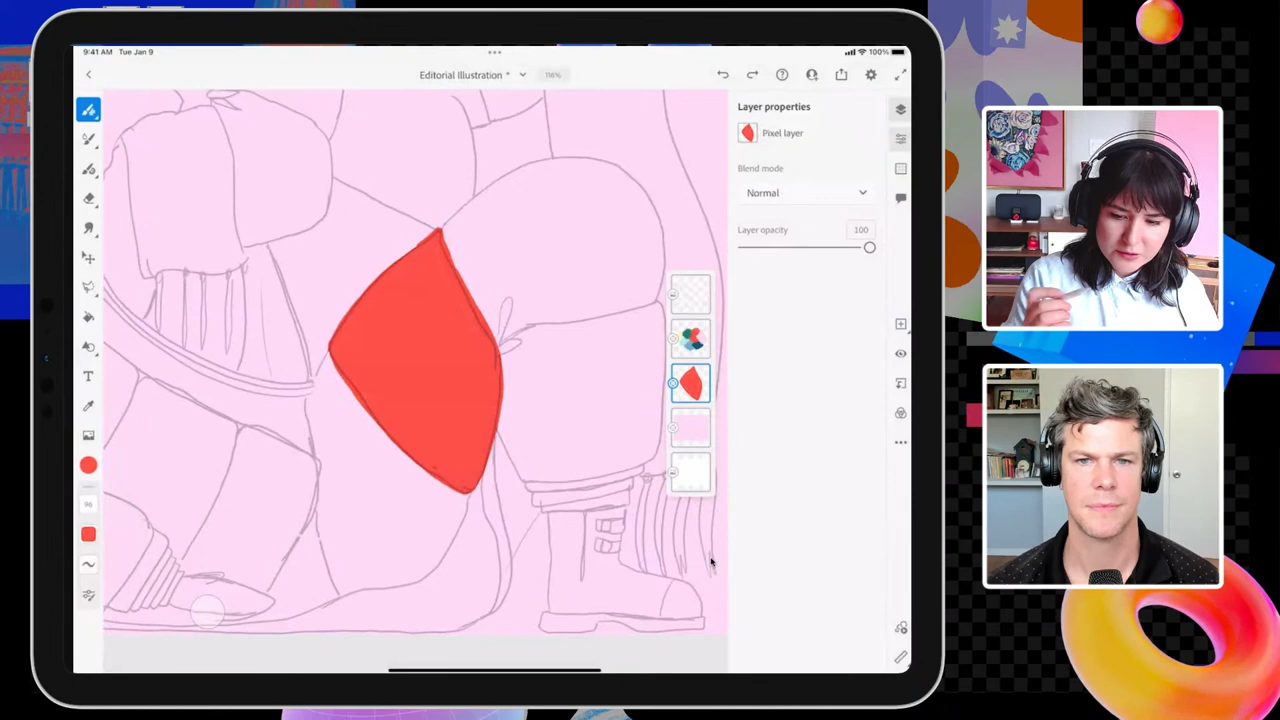 9:41 AM Tue Jan 9
100%
Editorial Illustration *
116%
Layer properties
Pixel layer
Blend mode
Normal
Layer opacity
100
T
96